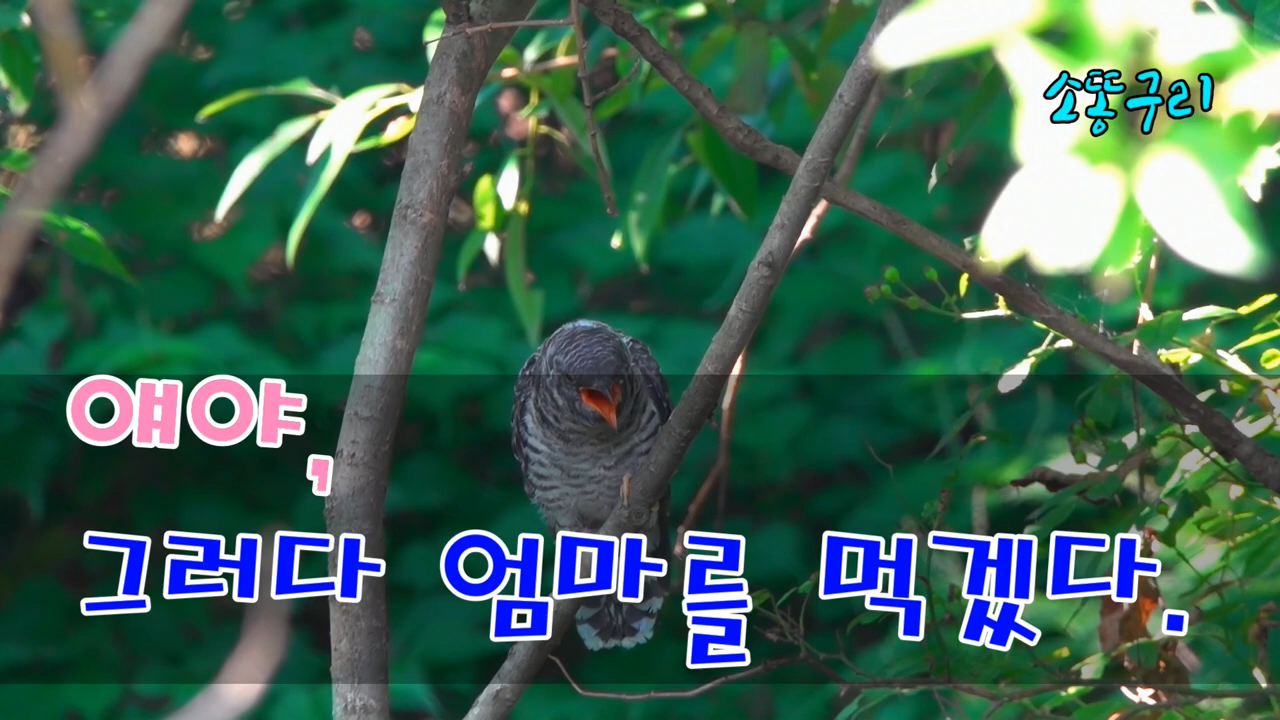 소똥구리
얘야,
그러다 엄마를 먹겠다.